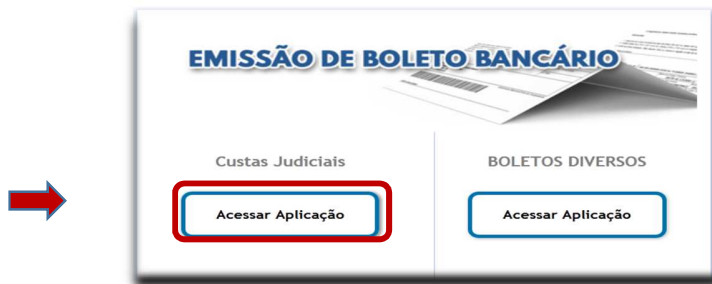 EMISSÃO DE BOLETO BANCÁRIO
Custas Judiciais
BOLETOS DIVERSOS
Acessar Aplicação
Acessar Aplicação